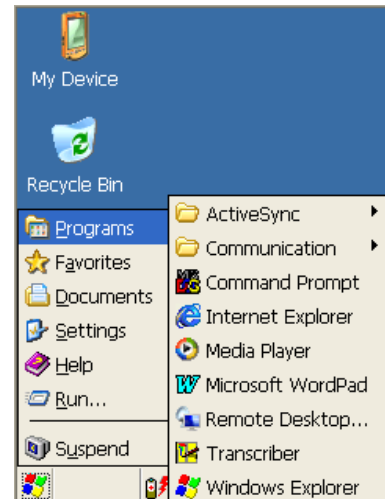 My Device
Recycle Bin
Programs
Favorites
Documents
Settings
Help
Run...
Suspend
ActiveSync
Communication
Command Prompt
Internet Explorer
Media Player
Microsoft WordPad
Remote Desktop...
Transcriber
Windows Explorer